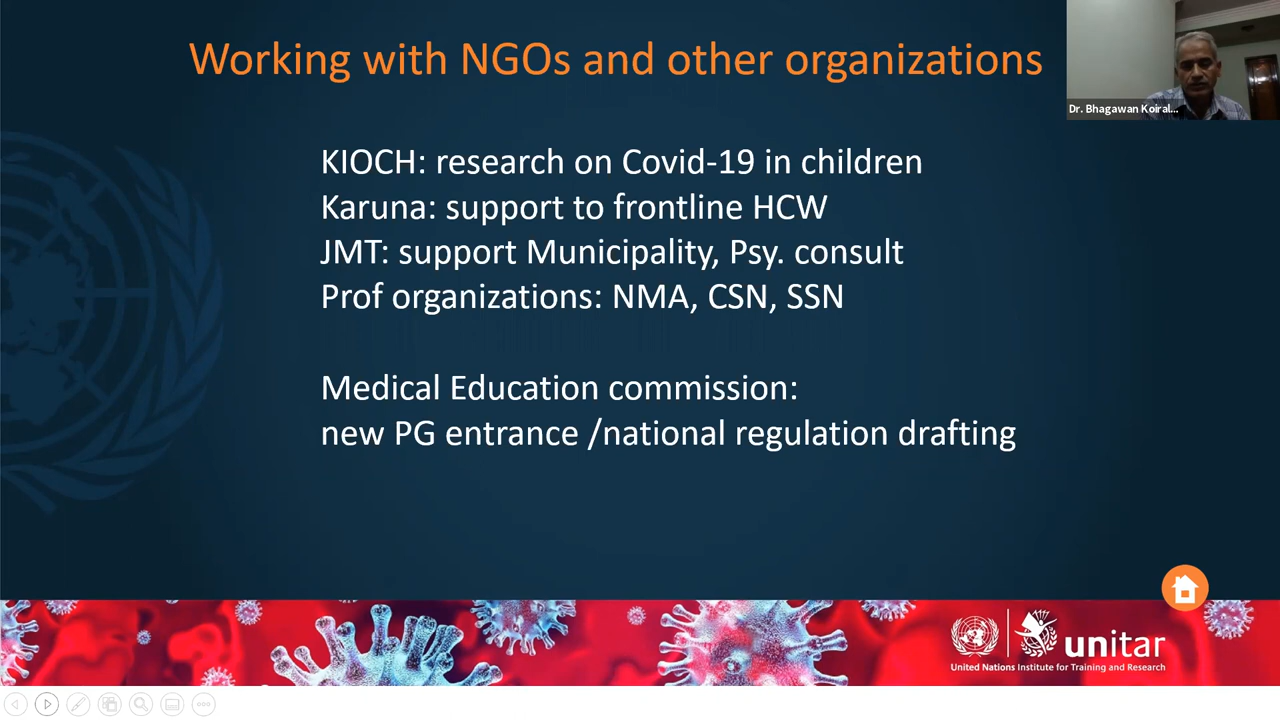 Working with NGOs and other organizations
Dr. Bhagawan Koiral...
KIOCH: research on Covid-19 in children
Karuna: support to frontline HCW
JMT: support Municipality, Psy. consult
Prof organizations: NMA, CSN, SSN
Medical Education commission:
new PG entrance /national regulation drafting
unitar
United Nations Institute for Training and Research